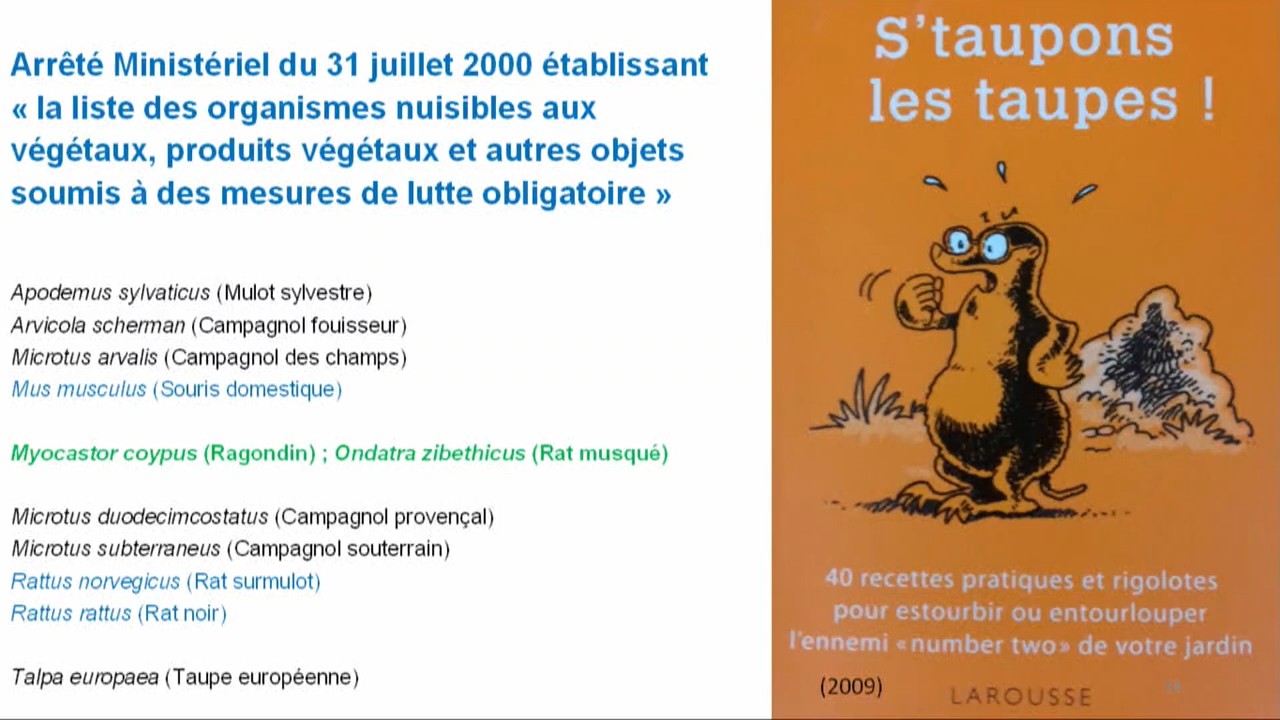 Arrêté Ministériel du 31 juillet 2000 établissant
« la liste des organismes nuisibles aux
végétaux, produits végétaux et autres objets
soumis à des mesures de lutte obligatoire »
Apodemus sylvaticus (Mulot sylvestre)
Arvicola scherman (Campagnol fouisseur)
Microtus arvalis (Campagnol des champs)
Mus musculus (Souris domestique)
Myocastor coypus (Ragondin) ; Ondatra zibethicus (Rat musqué)
Microtus duodecimcostatus (Campagnol provençal)
Microtus subterraneus (Campagnol souterrain)
Rattus norvegicus (Rat surmulot)
Rattus rattus (Rat noir)
Talpa europaea (Taupe européenne)
S'taupons
les taupes !
40 recettes pratiques et rigolotes
pour estourbir ou entourlouper
l'ennemi «number two» de votre jardin
(2009)
LAROUSSE